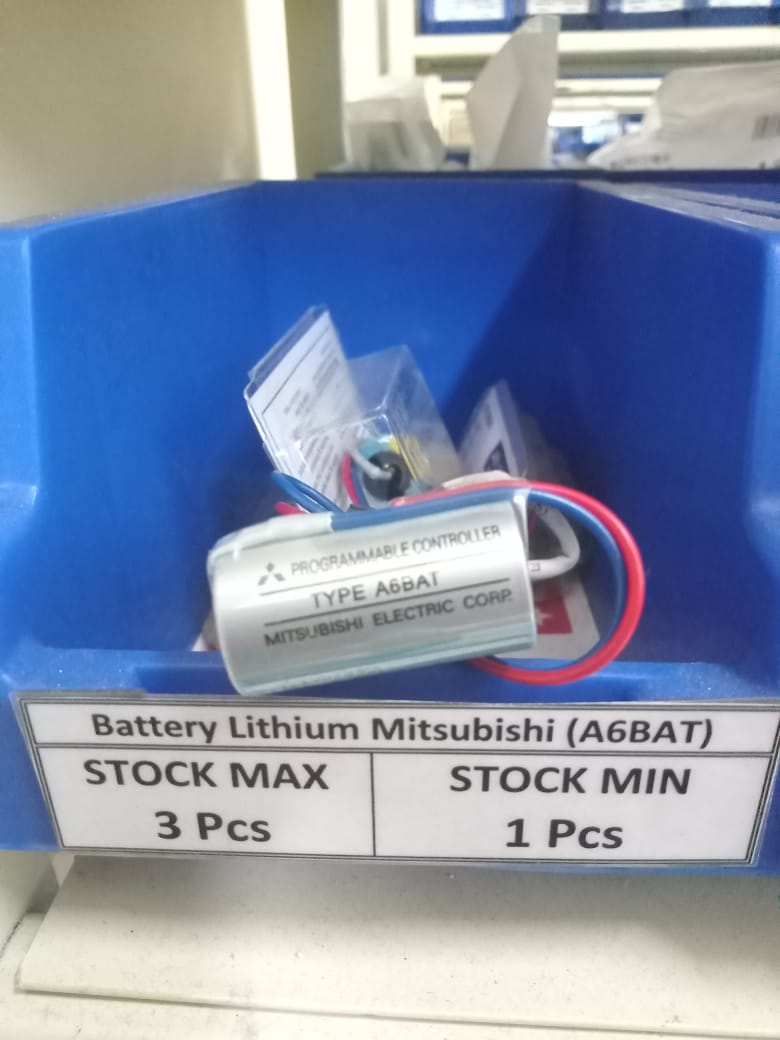 PROGRAMMABLE CONTROLLER
TYPE A6BAT
MITSUBISHI ELECTRIC CORP.
Battery Lithium Mitsubishi (A6BAT)
STOCK MAX
3 Pcs
STOCK MIN
1 Pcs